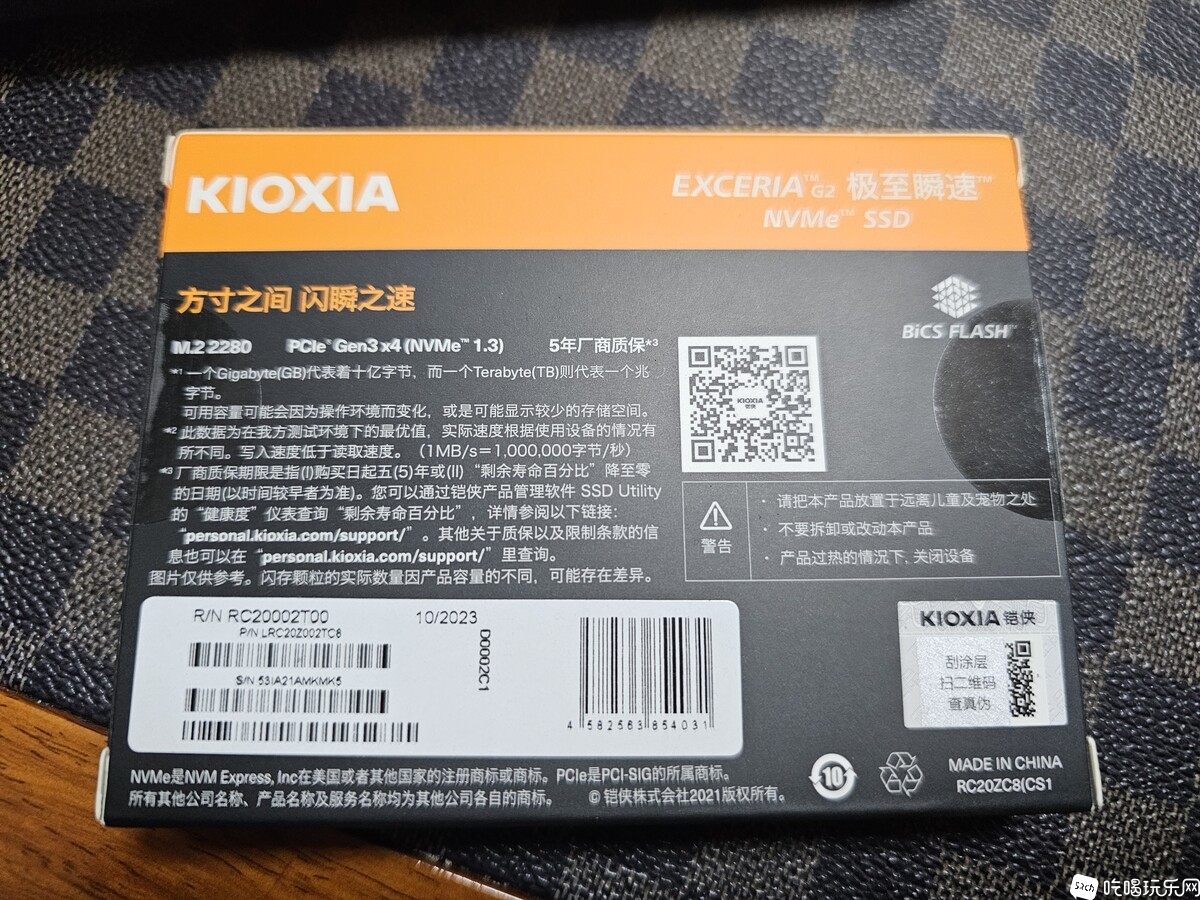 KIOXIA
EXCERIA™ G2 极至瞬速™
NVMe™ SSD
方寸之间 闪瞬之速
BiCS FLASH™
M.2 2280 PCIe® Gen3 x4 (NVMe™ 1.3) 5年厂商质保*3
*1 一个Gigabyte(GB)代表着十亿字节，而一个Terabyte(TB)则代表一个兆
字节。
可用容量可能会因为操作环境而变化，或是可能显示较少的存储空间。
*2 此数据为在我方测试环境下的最优值，实际速度根据使用设备的情况有
所不同。写入速度低于读取速度。（1MB/s＝1,000,000字节/秒）
*3 厂商质保期限是指(I)购买日起五(5)年或(II)“剩余寿命百分比”降至零
的日期(以时间较早者为准)。您可以通过铠侠产品管理软件 SSD Utility
的“健康度”仪表查询“剩余寿命百分比”，详情参阅以下链接：
“personal.kioxia.com/support/”。其他关于质保以及限制条款的信
息也可以在“personal.kioxia.com/support/”里查询。
图片仅供参考。闪存颗粒的实际数量因产品容量的不同，可能存在差异。
KIOXIA
铠侠
警告
· 请把本产品放置于远离儿童及宠物之处
· 不要拆卸或改动本产品
· 产品过热的情况下, 关闭设备
R/N RC20002T00 10/2023
P/N LRC20Z002TC8
S/N 53IA21AMKMK5
D0002C1
4 582563 854031
KIOXIA 铠侠
刮涂层
扫二维码
查真伪
NVMe是NVM Express, Inc在美国或者其他国家的注册商标或商标。PCIe是PCI-SIG的所属商标。
所有其他公司名称、产品名称及服务名称均为其他公司各自的商标。 © 铠侠株式会社2021版权所有。
10
MADE IN CHINA
RC20ZC8(CS1
吃喝玩乐网